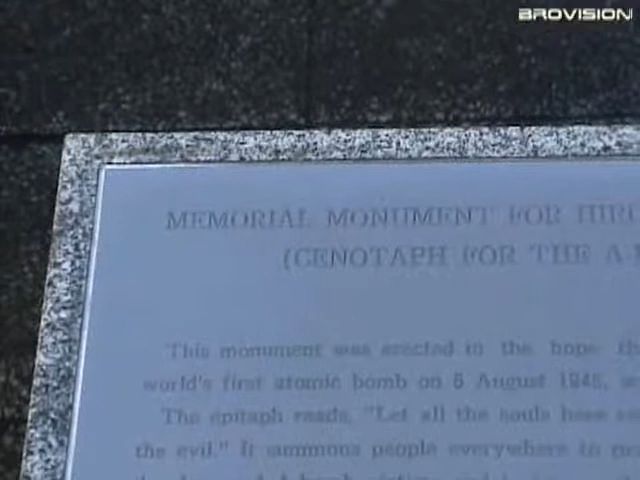 BROVISION
MEMORIAL MONUMENT FOR HIR
(CENOTAPH FOR THE A
This monument was erected in the hope
world's first atomic bomb on 6 August 1945,
The epitaph reads, "Let all the souls here
the evil." It summons people everywhere to